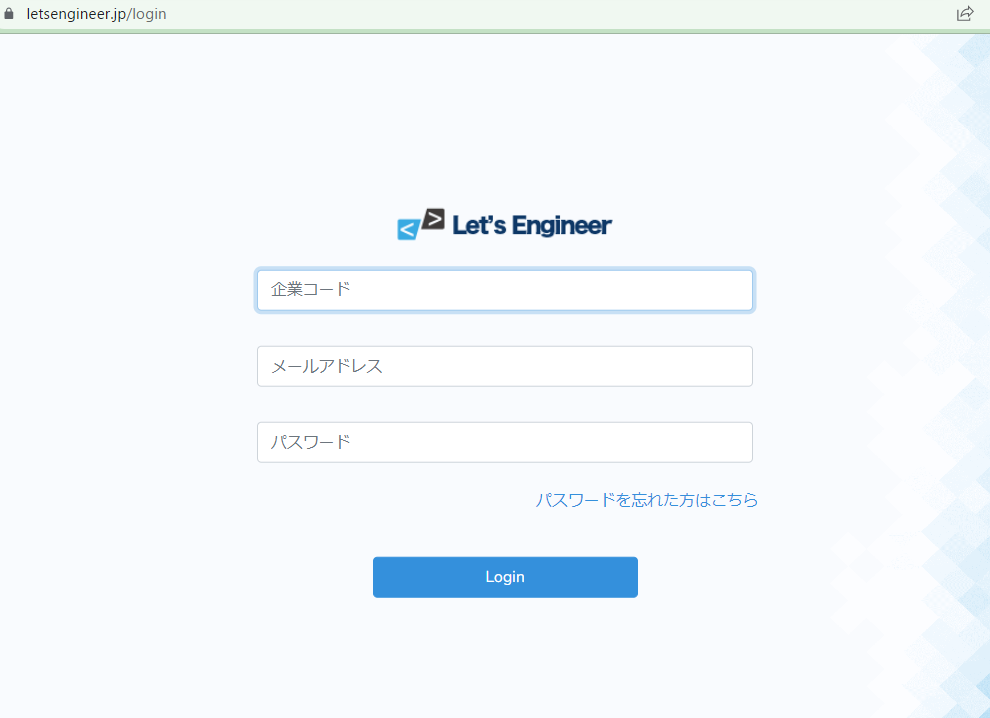 letsengineer.jp/login
Let's Engineer
企業コード
メールアドレス
パスワード
パスワードを忘れた方はこちら
Login